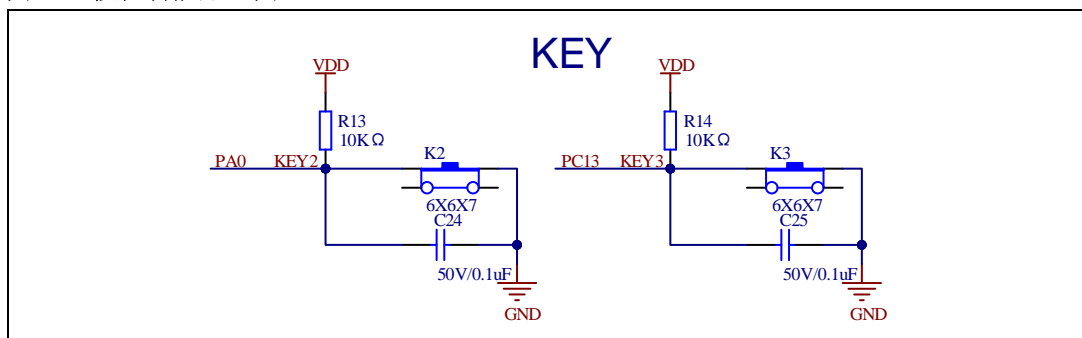 KEY
VDD
VDD
R13
10KΩ
R14
10KΩ
PA0
KEY2
K2
PC13
KEY3
K3
6X6X7
6X6X7
C24
C25
50V/0.1uF
50V/0.1uF
GND
GND